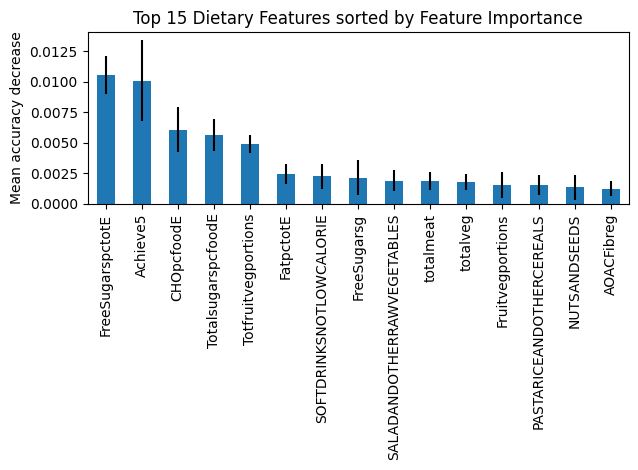 Top 15 Dietary Features sorted by Feature Importance
Mean accuracy decrease
0.0125
0.0100
0.0075
0.0050
0.0025
0.0000
FreeSugarspctotE
Achieve5
CHOpcfoodE
TotalsugarspcfoodE
Totfruitvegportions
FatpctotE
SOFTDRINKSNOTLOWCALORIE
FreeSugarsg
SALADANDOTHERRAWVEGETABLES
totalmeat
totalveg
Fruitvegportions
PASTARICEANDOTHERCEREALS
NUTSANDSEEDS
AOACFibreg